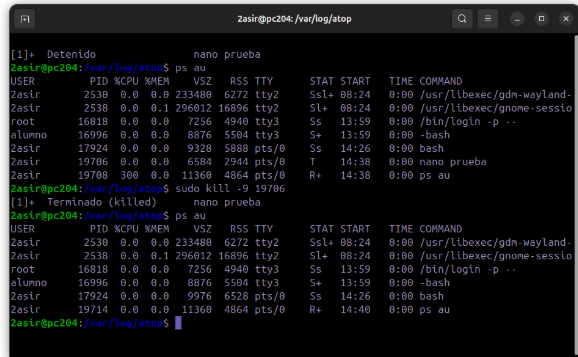 2asir@pc204: /var/log/atop
[1]+  Detenido                nano prueba
2asir@pc204:/var/log/atop$ ps au
USER         PID %CPU %MEM    VSZ   RSS TTY      STAT START   TIME COMMAND
2asir       2530  0.0  0.0 233480  6272 tty2     Ssl+ 08:24   0:00 /usr/libexec/gdm-wayland-
2asir       2538  0.0  0.1 296012 16896 tty2     Sl+  08:24   0:00 /usr/libexec/gnome-sessio
root       16818  0.0  0.0   7256  4940 tty3     Ss   13:59   0:00 /bin/login -p --
alumno     16996  0.0  0.0   8876  5504 tty3     S+   13:59   0:00 -bash
2asir      17924  0.0  0.0   9328  5888 pts/0    Ss   14:26   0:00 bash
2asir      19706  0.0  0.0   6584  2944 pts/0    T    14:38   0:00 nano prueba
2asir      19708  300  0.0  11360  4864 pts/0    R+   14:38   0:00 ps au
2asir@pc204:/var/log/atop$ sudo kill -9 19706
[1]+  Terminado (killed)      nano prueba
2asir@pc204:/var/log/atop$ ps au
USER         PID %CPU %MEM    VSZ   RSS TTY      STAT START   TIME COMMAND
2asir       2530  0.0  0.0 233480  6272 tty2     Ssl+ 08:24   0:00 /usr/libexec/gdm-wayland-
2asir       2538  0.0  0.1 296012 16896 tty2     Sl+  08:24   0:00 /usr/libexec/gnome-sessio
root       16818  0.0  0.0   7256  4940 tty3     Ss   13:59   0:00 /bin/login -p --
alumno     16996  0.0  0.0   8876  5504 tty3     S+   13:59   0:00 -bash
2asir      17924  0.0  0.0   9976  6528 pts/0    Ss   14:26   0:00 bash
2asir      19714  0.0  0.0  11360  4864 pts/0    R+   14:40   0:00 ps au
2asir@pc204:/var/log/atop$